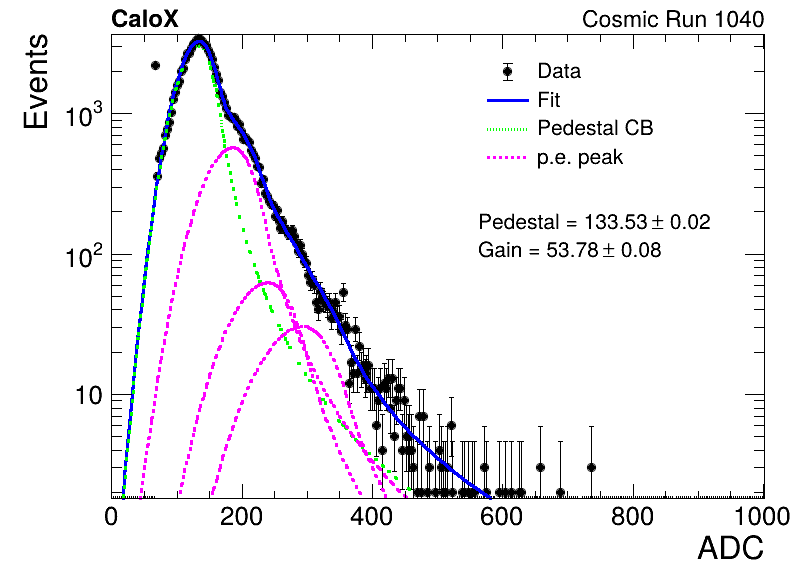 CaloX Cosmic Run 1040
Events
Data
Fit
Pedestal CB
p.e. peak
Pedestal = 133.53 ± 0.02
Gain = 53.78 ± 0.08
10³
10²
10
0 200 400 600 800 1000
ADC